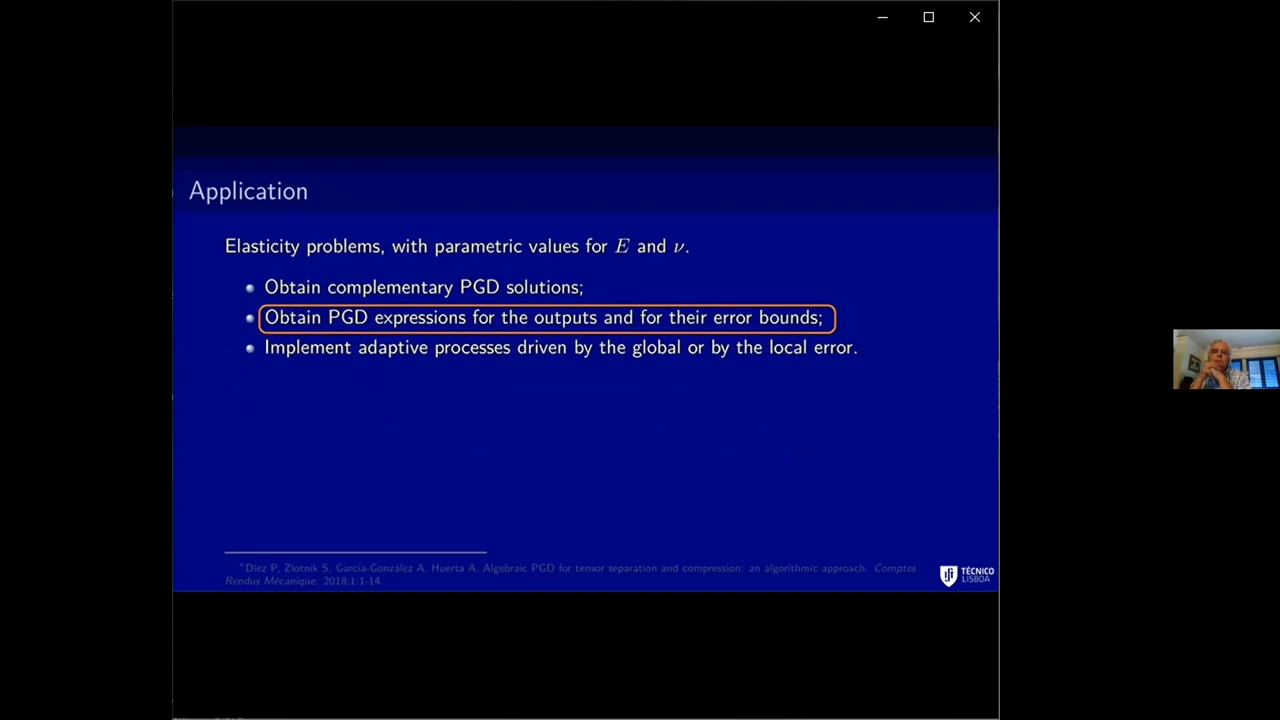 Application
Elasticity problems, with parametric values for E and ν.
Obtain complementary PGD solutions;
Obtain PGD expressions for the outputs and for their error bounds;
Implement adaptive processes driven by the global or by the local error.
*Díez P, Zlotnik S, García-González A, Huerta A. Algebraic PGD for tensor separation and compression: an algorithmic approach. Comptes
Rendus Mécanique. 2018.1:1-14.
TÉCNICO
LISBOA